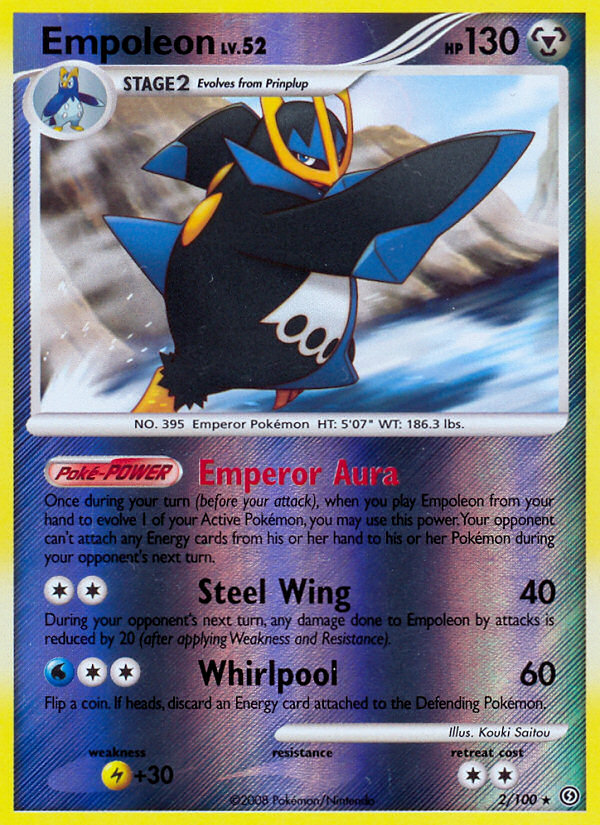 Empoleon LV.52 HP 130
STAGE2 Evolves from Prinplup
NO. 395 Emperor Pokémon HT: 5'07" WT: 186.3 lbs.
Poké-POWER Emperor Aura
Once during your turn (before your attack), when you play Empoleon from your
hand to evolve 1 of your Active Pokémon, you may use this power. Your opponent
can't attach any Energy cards from his or her hand to his or her Pokémon during
your opponent's next turn.
Steel Wing 40
During your opponent's next turn, any damage done to Empoleon by attacks is
reduced by 20 (after applying Weakness and Resistance).
Whirlpool 60
Flip a coin. If heads, discard an Energy card attached to the Defending Pokémon.
Illus. Kouki Saitou
weakness resistance retreat cost
+30
©2008 Pokémon/Nintendo 2/100 ★